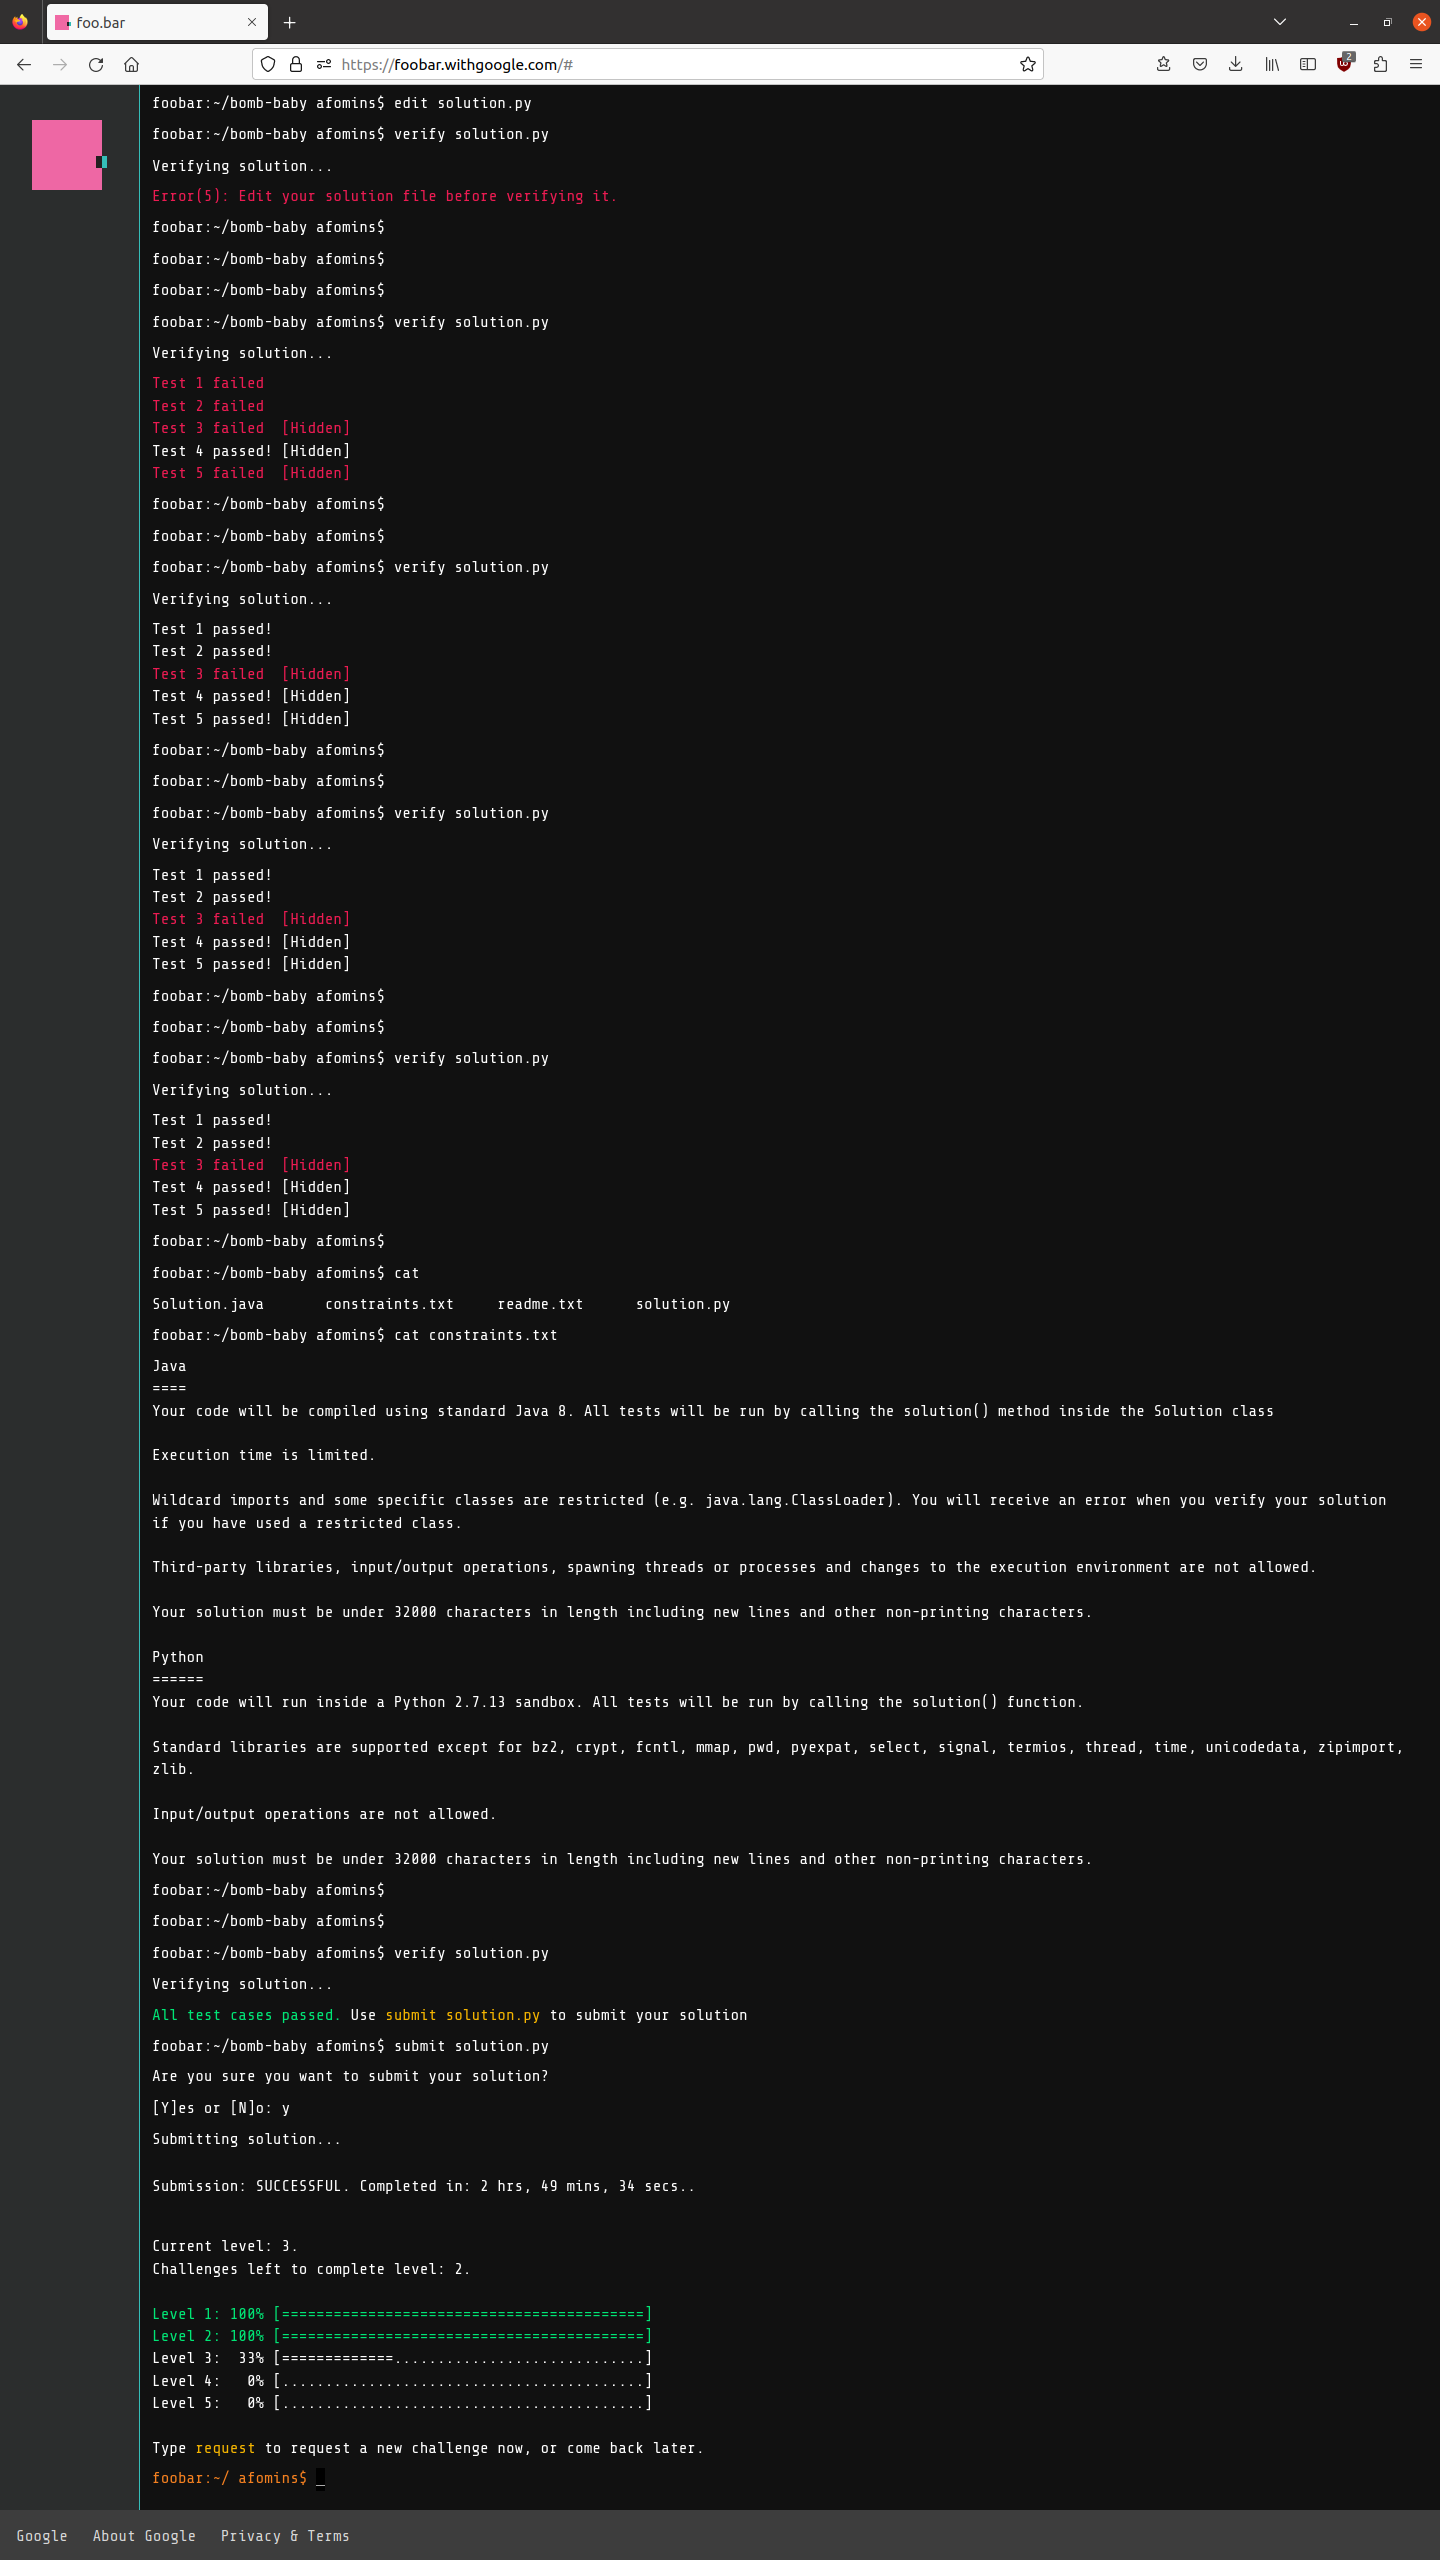 foo.bar
https://foobar.withgoogle.com/#
2
foobar:~/bomb-baby afomins$ edit solution.py
foobar:~/bomb-baby afomins$ verify solution.py
Verifying solution...
Error(5): Edit your solution file before verifying it.
foobar:~/bomb-baby afomins$
foobar:~/bomb-baby afomins$
foobar:~/bomb-baby afomins$
foobar:~/bomb-baby afomins$ verify solution.py
Verifying solution...
Test 1 failed
Test 2 failed
Test 3 failed  [Hidden]
Test 4 passed! [Hidden]
Test 5 failed  [Hidden]
foobar:~/bomb-baby afomins$
foobar:~/bomb-baby afomins$
foobar:~/bomb-baby afomins$ verify solution.py
Verifying solution...
Test 1 passed!
Test 2 passed!
Test 3 failed  [Hidden]
Test 4 passed! [Hidden]
Test 5 passed! [Hidden]
foobar:~/bomb-baby afomins$
foobar:~/bomb-baby afomins$
foobar:~/bomb-baby afomins$ verify solution.py
Verifying solution...
Test 1 passed!
Test 2 passed!
Test 3 failed  [Hidden]
Test 4 passed! [Hidden]
Test 5 passed! [Hidden]
foobar:~/bomb-baby afomins$
foobar:~/bomb-baby afomins$
foobar:~/bomb-baby afomins$ verify solution.py
Verifying solution...
Test 1 passed!
Test 2 passed!
Test 3 failed  [Hidden]
Test 4 passed! [Hidden]
Test 5 passed! [Hidden]
foobar:~/bomb-baby afomins$
foobar:~/bomb-baby afomins$ cat
Solution.java       constraints.txt     readme.txt      solution.py
foobar:~/bomb-baby afomins$ cat constraints.txt
Java
====
Your code will be compiled using standard Java 8. All tests will be run by calling the solution() method inside the Solution class
Execution time is limited.
Wildcard imports and some specific classes are restricted (e.g. java.lang.ClassLoader). You will receive an error when you verify your solution
if you have used a restricted class.
Third-party libraries, input/output operations, spawning threads or processes and changes to the execution environment are not allowed.
Your solution must be under 32000 characters in length including new lines and other non-printing characters.
Python
======
Your code will run inside a Python 2.7.13 sandbox. All tests will be run by calling the solution() function.
Standard libraries are supported except for bz2, crypt, fcntl, mmap, pwd, pyexpat, select, signal, termios, thread, time, unicodedata, zipimport,
zlib.
Input/output operations are not allowed.
Your solution must be under 32000 characters in length including new lines and other non-printing characters.
foobar:~/bomb-baby afomins$
foobar:~/bomb-baby afomins$
foobar:~/bomb-baby afomins$ verify solution.py
Verifying solution...
All test cases passed. Use submit solution.py to submit your solution
foobar:~/bomb-baby afomins$ submit solution.py
Are you sure you want to submit your solution?
[Y]es or [N]o: y
Submitting solution...
Submission: SUCCESSFUL. Completed in: 2 hrs, 49 mins, 34 secs..
Current level: 3.
Challenges left to complete level: 2.
Level 1: 100% [==========================================]
Level 2: 100% [==========================================]
Level 3:  33% [=============.............................]
Level 4:   0% [..........................................]
Level 5:   0% [..........................................]
Type request to request a new challenge now, or come back later.
foobar:~/ afomins$ _
Google   About Google   Privacy & Terms